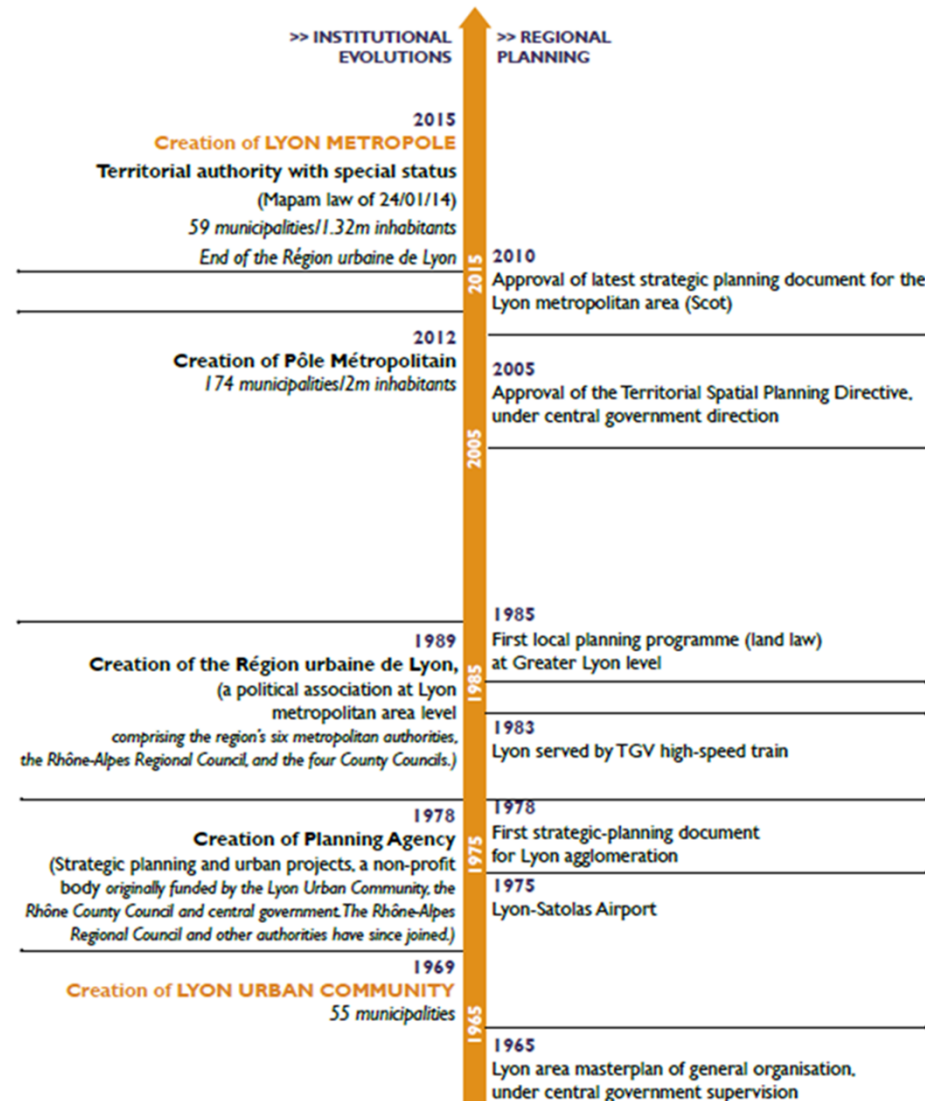 >> INSTITUTIONAL
EVOLUTIONS
>> REGIONAL
PLANNING
2015
Creation of LYON METROPOLE
Territorial authority with special status
(Mapam law of 24/01/14)
59 municipalities/1.32m inhabitants
End of the Région urbaine de Lyon
2015
2010
Approval of latest strategic planning document for the
Lyon metropolitan area (Scot)
2012
Creation of Pôle Métropolitain
174 municipalities/2m inhabitants
2005
Approval of the Territorial Spatial Planning Directive,
under central government direction
2005
1989
Creation of the Région urbaine de Lyon,
(a political association at Lyon
metropolitan area level
comprising the region's six metropolitan authorities,
the Rhône-Alpes Regional Council, and the four County Councils.)
1985
First local planning programme (land law)
at Greater Lyon level
1985
1983
Lyon served by TGV high-speed train
1978
Creation of Planning Agency
(Strategic planning and urban projects, a non-profit
body originally funded by the Lyon Urban Community, the
Rhône County Council and central government. The Rhône-Alpes
Regional Council and other authorities have since joined.)
1978
First strategic-planning document
for Lyon agglomeration
1975
1975
Lyon-Satolas Airport
1969
Creation of LYON URBAN COMMUNITY
55 municipalities
1965
1965
Lyon area masterplan of general organisation,
under central government supervision